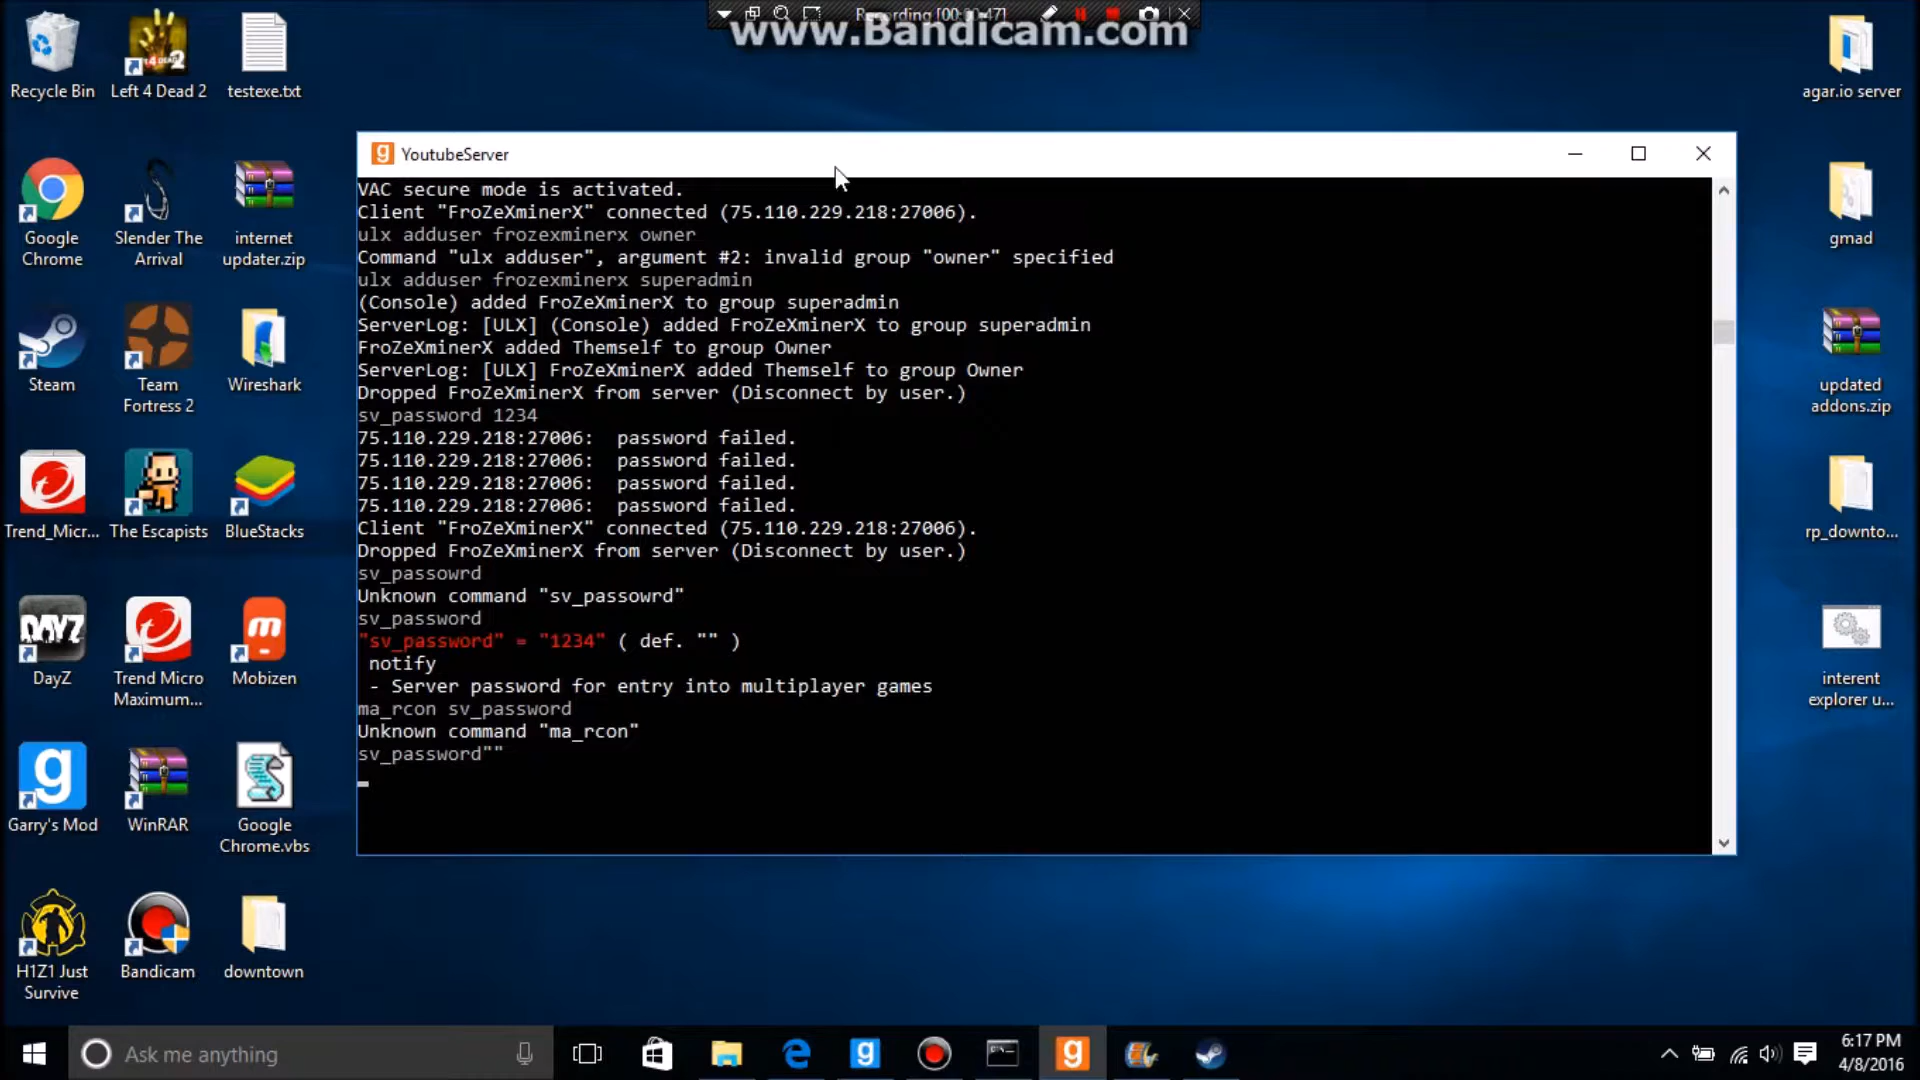 Recording [00:00:47]
www.Bandicam.com
Recycle Bin
Left 4 Dead 2
testexe.txt
agar.io server
YoutubeServer
VAC secure mode is activated.
Client "FroZeXminerX" connected (75.110.229.218:27006).
ulx adduser frozexminerx owner
Command "ulx adduser", argument #2: invalid group "owner" specified
ulx adduser frozexminerx superadmin
(Console) added FroZeXminerX to group superadmin
ServerLog: [ULX] (Console) added FroZeXminerX to group superadmin
FroZeXminerX added Themself to group Owner
ServerLog: [ULX] FroZeXminerX added Themself to group Owner
Dropped FroZeXminerX from server (Disconnect by user.)
sv_password 1234
75.110.229.218:27006:  password failed.
75.110.229.218:27006:  password failed.
75.110.229.218:27006:  password failed.
75.110.229.218:27006:  password failed.
Client "FroZeXminerX" connected (75.110.229.218:27006).
Dropped FroZeXminerX from server (Disconnect by user.)
sv_passowrd
Unknown command "sv_passowrd"
sv_password
"sv_password" = "1234" ( def. "" )
notify
- Server password for entry into multiplayer games
ma_rcon sv_password
Unknown command "ma_rcon"
sv_password""
Google
Chrome
Slender The
Arrival
internet
updater.zip
gmad
Steam
Team
Fortress 2
Wireshark
updated
addons.zip
Trend_Micr...
The Escapists
BlueStacks
rp_downto...
DAYZ
DayZ
Trend Micro
Maximum...
Mobizen
interent
explorer u...
Garry's Mod
WinRAR
Google
Chrome.vbs
H1Z1 Just
Survive
Bandicam
downtown
Ask me anything
6:17 PM
4/8/2016